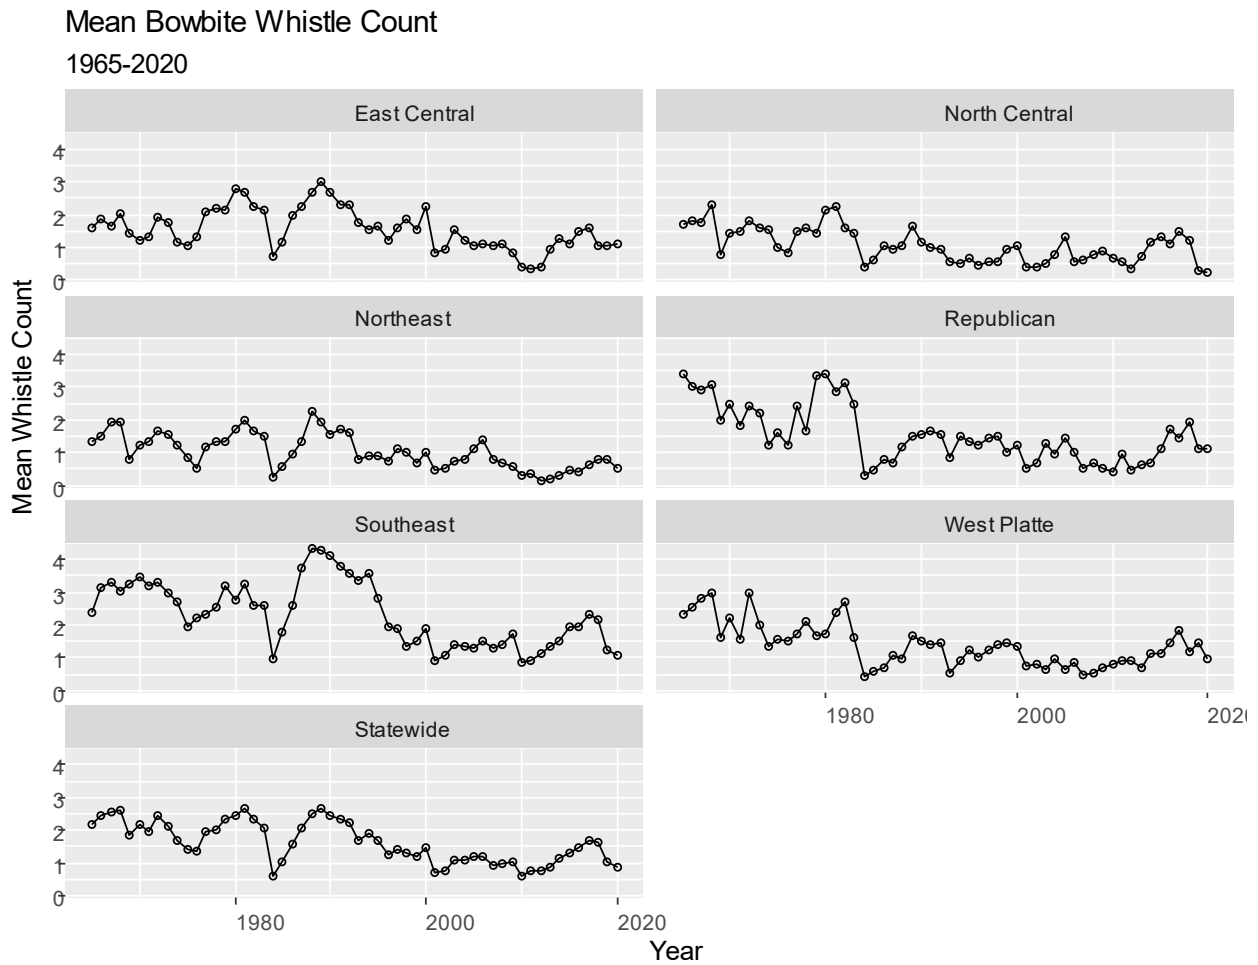 Mean Bowbite Whistle Count
1965-2020
East Central
North Central
4
3
2
1
0
Northeast
Republican
4
3
2
1
0
Southeast
West Platte
4
3
2
1
0
1980
2000
2020
Statewide
4
3
2
1
0
1980
2000
2020
Mean Whistle Count
Year